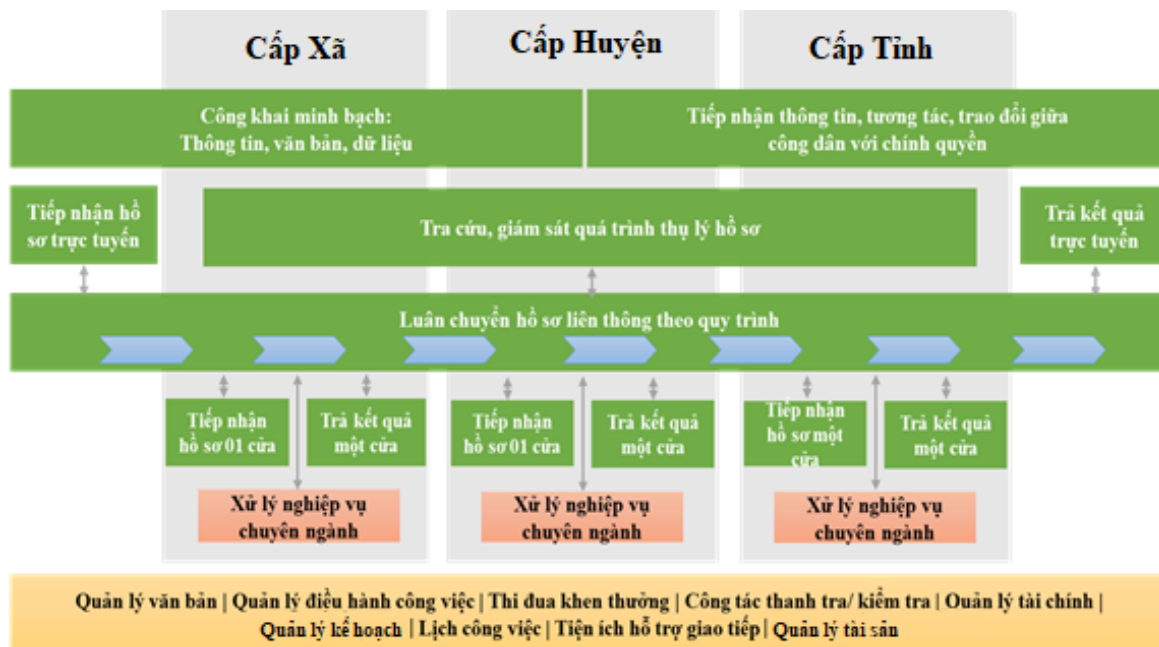 Cấp Xã
Cấp Huyện
Cấp Tỉnh
Công khai minh bạch:
Thông tin, văn bản, dữ liệu
Tiếp nhận thông tin, tương tác, trao đổi giữa
công dân với chính quyền
Tiếp nhận hồ
sơ trực tuyến
Tra cứu, giám sát quá trình thụ lý hồ sơ
Trả kết quả
trực tuyến
Luân chuyển hồ sơ liên thông theo quy trình
Tiếp nhận
hồ sơ 01 cửa
Trả kết quả
một cửa
Tiếp nhận
hồ sơ 01 cửa
Trả kết quả
một cửa
Tiếp nhận
hồ sơ một
cửa
Trả kết quả
một cửa
Xử lý nghiệp vụ
chuyên ngành
Xử lý nghiệp vụ
chuyên ngành
Xử lý nghiệp vụ
chuyên ngành
Quản lý văn bản | Quản lý điều hành công việc | Thi đua khen thưởng | Công tác thanh tra/ kiểm tra | Quản lý tài chính |
Quản lý kế hoạch | Lịch công việc | Tiện ích hỗ trợ giao tiếp | Quản lý tài sản